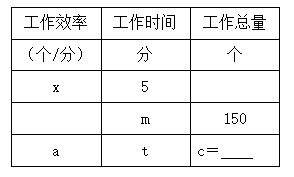 工作效率 工作时间 工作总量
（个/分） 分 个
x 5
m 150
a t c＝____